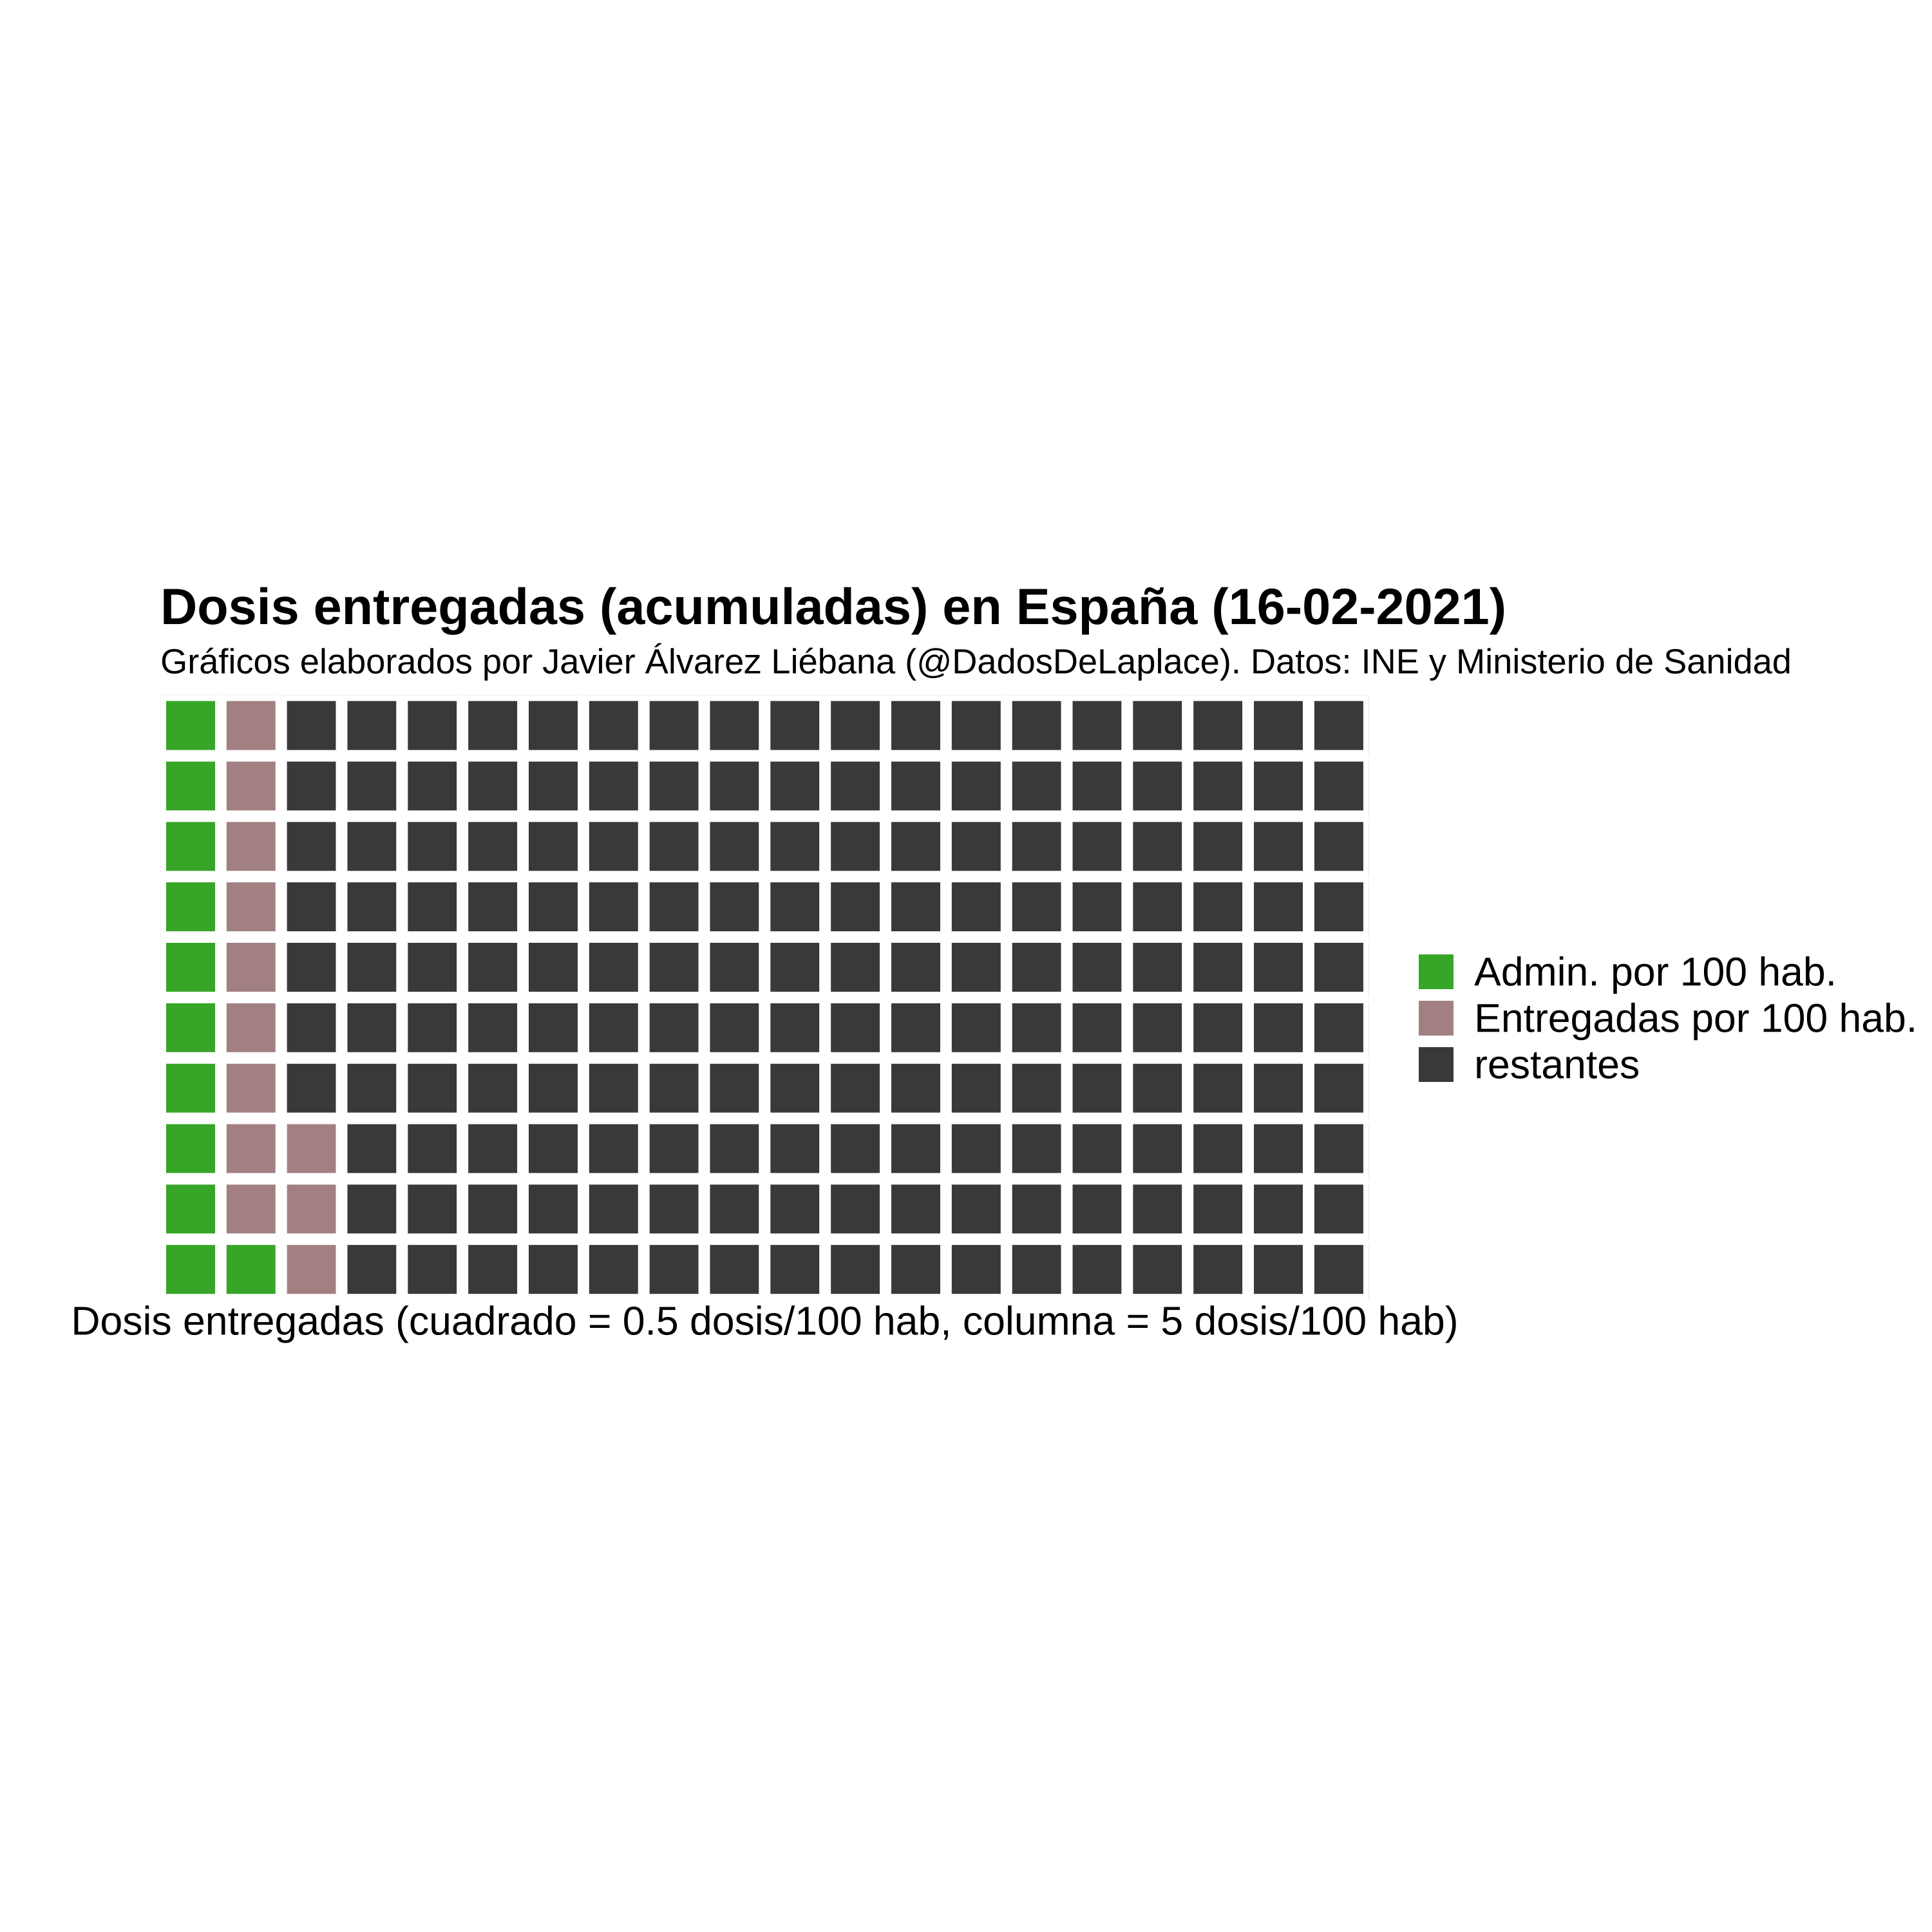 Dosis entregadas (acumuladas) en España (16-02-2021)
Gráficos elaborados por Javier Álvarez Liébana (@DadosDeLaplace). Datos: INE y Ministerio de Sanidad
Admin. por 100 hab.
Entregadas por 100 hab.
restantes
Dosis entregadas (cuadrado = 0.5 dosis/100 hab, columna = 5 dosis/100 hab)